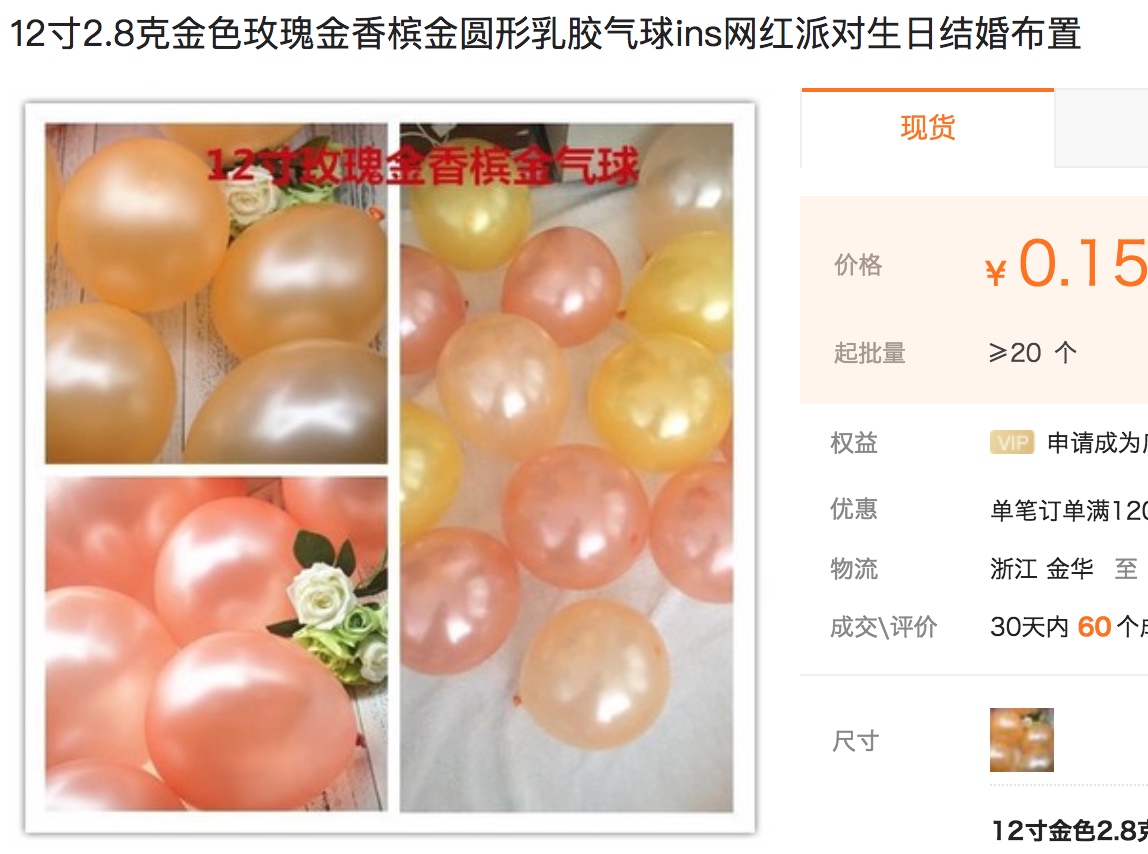 12寸2.8克金色玫瑰金香槟金圆形乳胶气球ins网红派对生日结婚布置
12寸玫瑰金香槟金气球
现货
价格 ¥0.15
起批量 ≥20 个
权益 VIP 申请成为
优惠 单笔订单满120
物流 浙江 金华 至
成交\评价 30天内 60 个
尺寸
12寸金色2.8